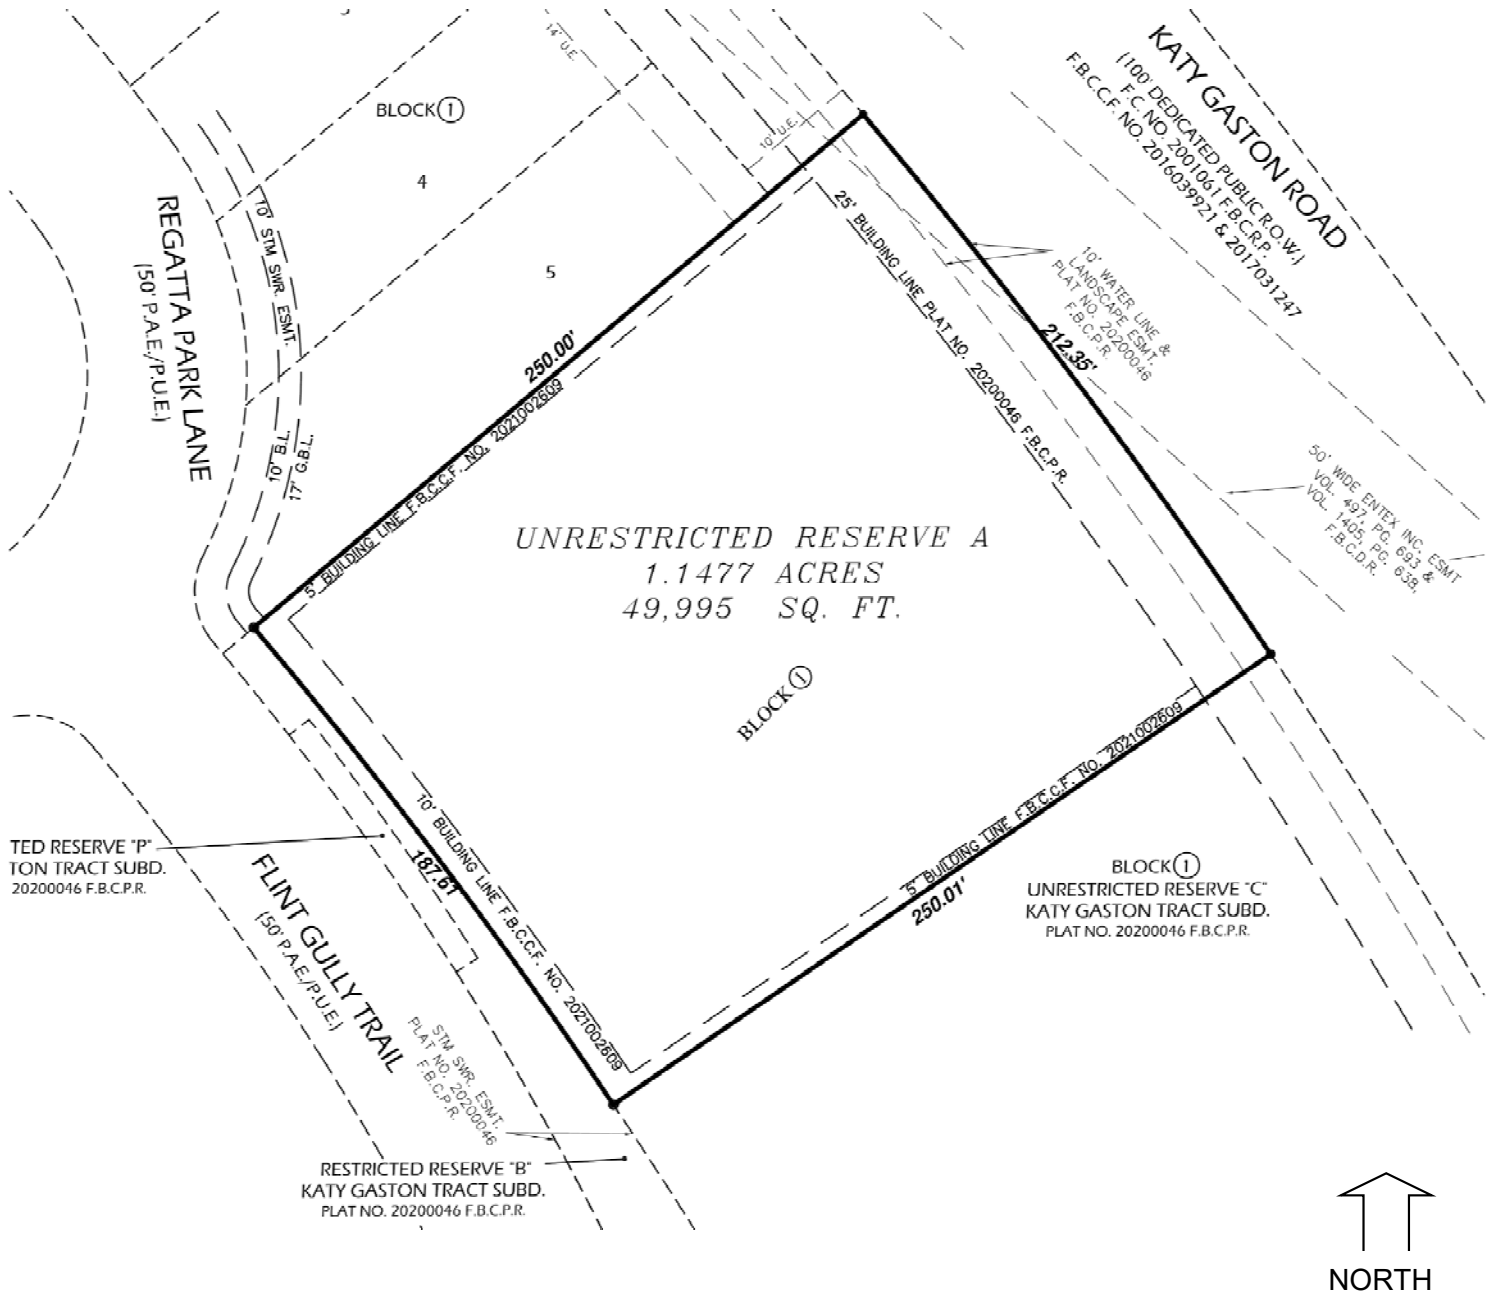 14' U.E.
BLOCK 1
4
5
10' U.E.
KATY GASTON ROAD
(100' DEDICATED PUBLIC R.O.W.)
F.C. NO. 2001061 F.B.C.R.P.
F.B.C.C.F. NO. 2016039921 & 2017031247
REGATTA PARK LANE
(50' P.A.E./P.U.E.)
10' STM SWR. ESMT.
10' B.L.
17' G.B.L.
250.00'
5' BUILDING LINE F.B.C.C.F. NO. 2021002609
25' BUILDING LINE PLAT NO. 20200046 F.B.C.P.R.
10' WATER LINE &
LANDSCAPE ESMT.
PLAT NO. 20200046
F.B.C.P.R.
212.35'
50' WIDE ENTEX INC. ESMT
VOL. 497, PG. 693 &
VOL. 1405, PG. 638,
F.B.C.D.R.
UNRESTRICTED RESERVE A
1.1477 ACRES
49,995 SQ. FT.
BLOCK 1
TED RESERVE "P"
TON TRACT SUBD.
20200046 F.B.C.P.R.
FLINT GULLY TRAIL
(50' P.A.E./P.U.E.)
187.61'
10' BUILDING LINE F.B.C.C.F. NO. 2021002609
5' BUILDING LINE F.B.C.C.F. NO. 2021002609
250.01'
BLOCK 1
UNRESTRICTED RESERVE "C"
KATY GASTON TRACT SUBD.
PLAT NO. 20200046 F.B.C.P.R.
STM SWR. ESMT.
PLAT NO. 20200046
F.B.C.P.R.
RESTRICTED RESERVE "B"
KATY GASTON TRACT SUBD.
PLAT NO. 20200046 F.B.C.P.R.
NORTH